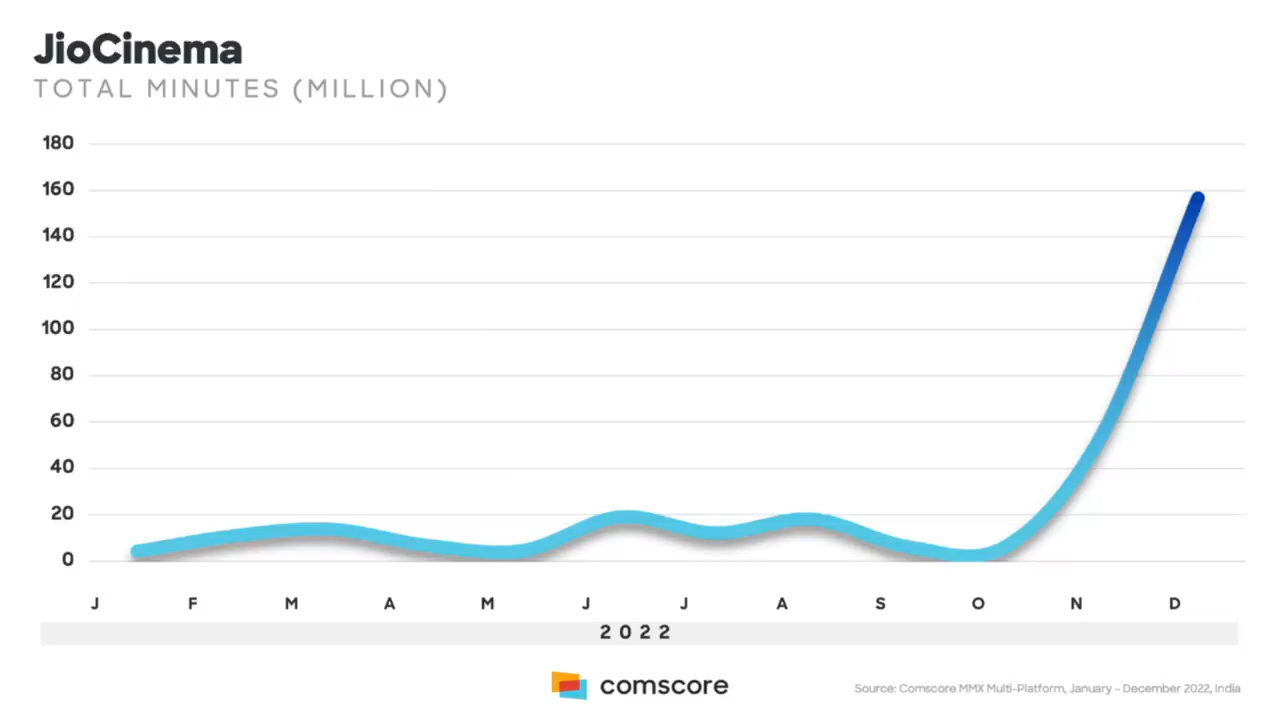 JioCinema
TOTAL MINUTES (MILLION)
180
160
140
120
100
80
60
40
20
0
J F M A M J J A S O N D
2022
comscore
Source: Comscore MMX Multi-Platform, January - December 2022, India